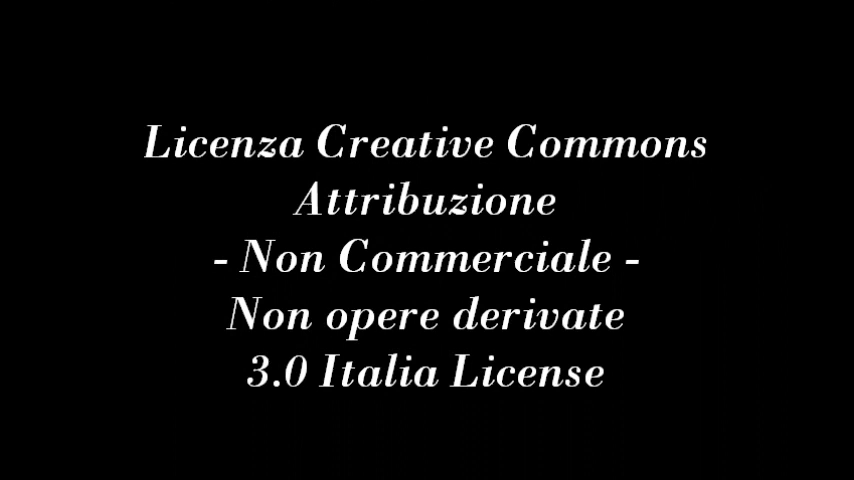 Licenza Creative Commons
Attribuzione
- Non Commerciale -
Non opere derivate
3.0 Italia License